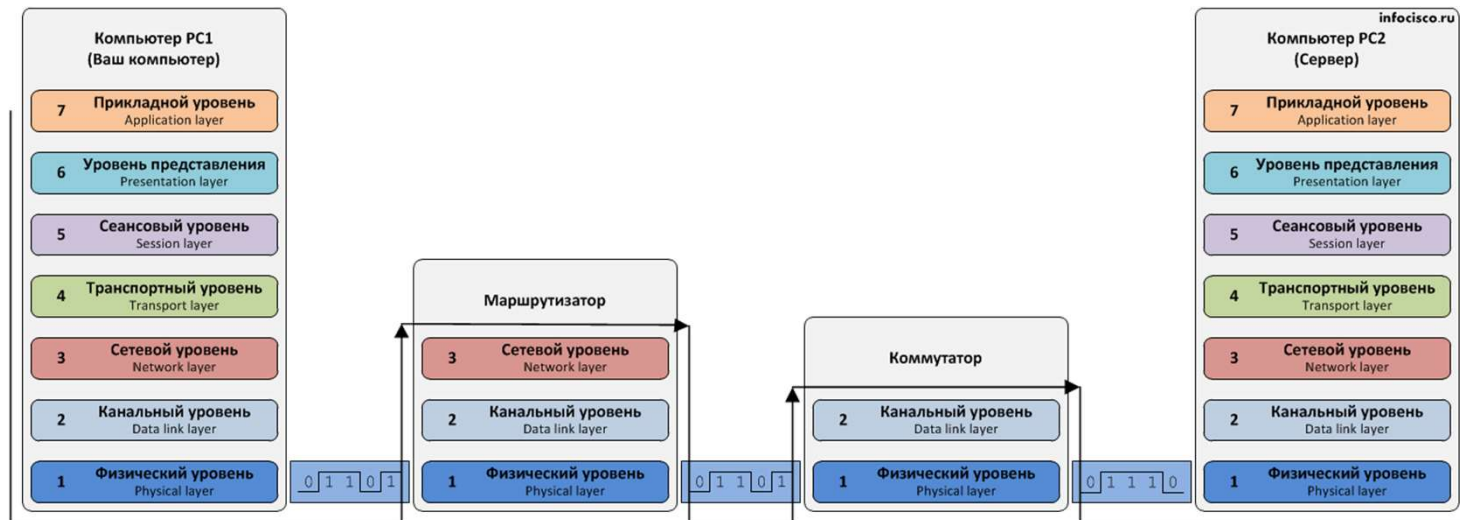 infocisco.ru
Компьютер PC1
(Ваш компьютер)
7 Прикладной уровень
Application layer
6 Уровень представления
Presentation layer
5 Сеансовый уровень
Session layer
4 Транспортный уровень
Transport layer
3 Сетевой уровень
Network layer
2 Канальный уровень
Data link layer
1 Физический уровень
Physical layer
0 1 1 0 1
Маршрутизатор
3 Сетевой уровень
Network layer
2 Канальный уровень
Data link layer
1 Физический уровень
Physical layer
0 1 1 0 1
Коммутатор
2 Канальный уровень
Data link layer
1 Физический уровень
Physical layer
0 1 1 1 0
Компьютер PC2
(Сервер)
7 Прикладной уровень
Application layer
6 Уровень представления
Presentation layer
5 Сеансовый уровень
Session layer
4 Транспортный уровень
Transport layer
3 Сетевой уровень
Network layer
2 Канальный уровень
Data link layer
1 Физический уровень
Physical layer